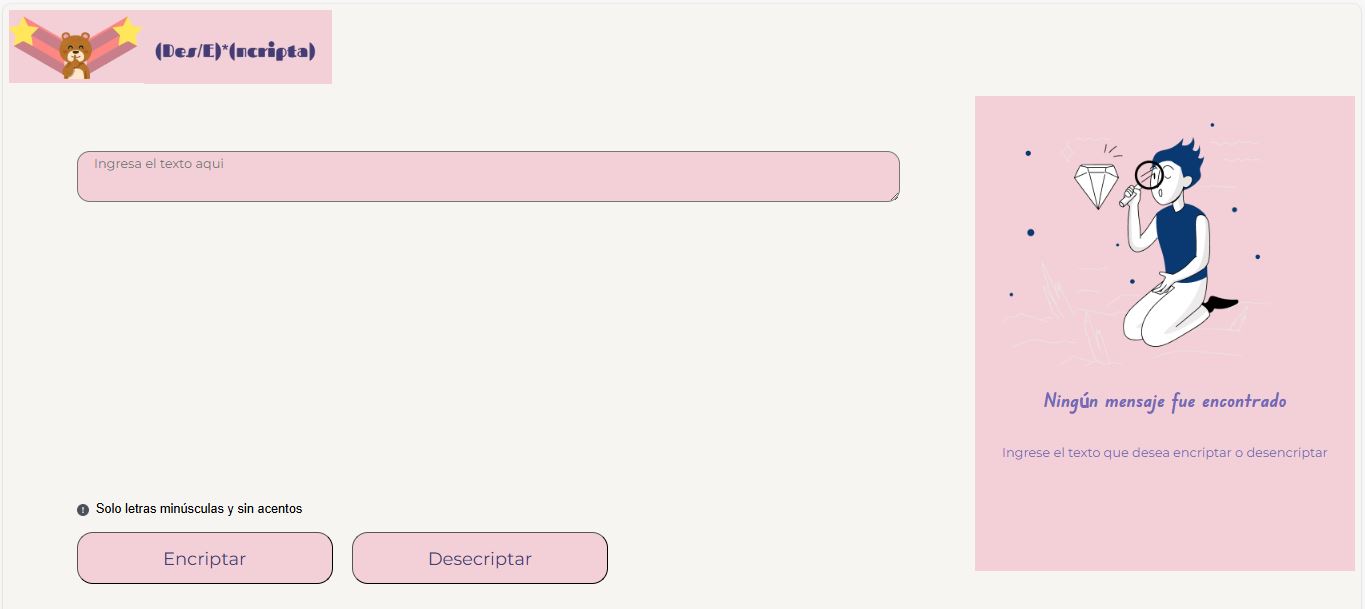 (Des/E)*(ncripta)
Ingresa el texto aqui
Ningún mensaje fue encontrado
Ingrese el texto que desea encriptar o desencriptar
Solo letras minúsculas y sin acentos
Encriptar
Desecriptar